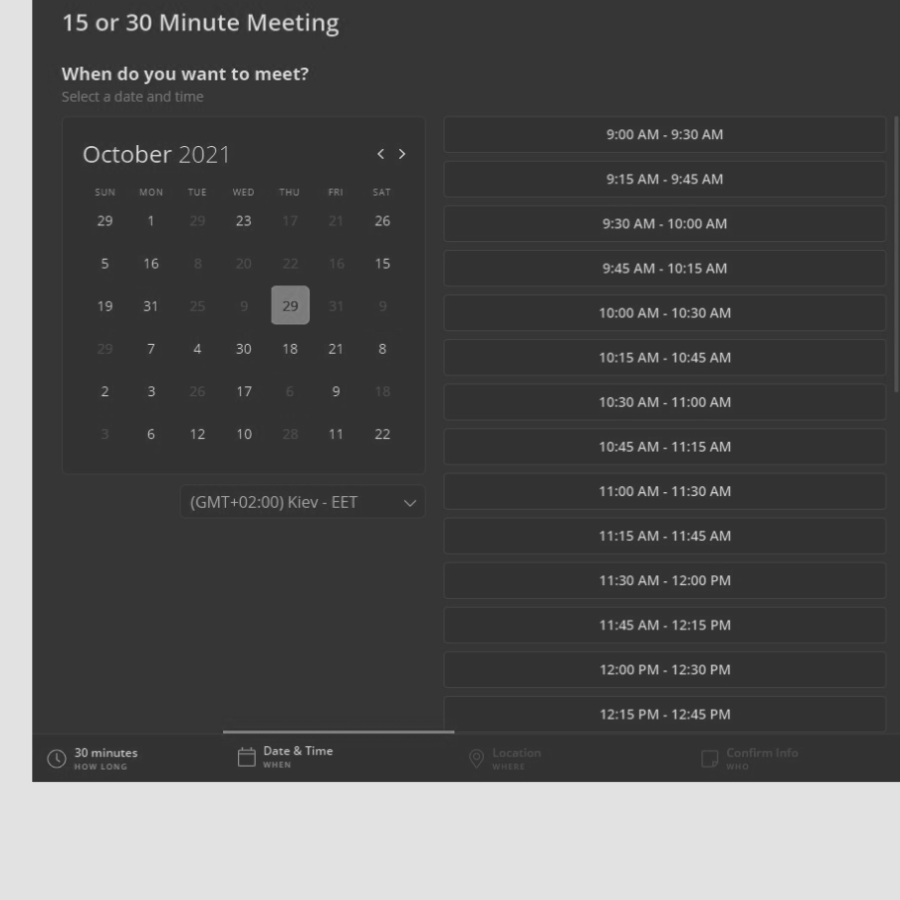 15 or 30 Minute Meeting
When do you want to meet?
Select a date and time
October 2021
SUN MON TUE WED THU FRI SAT
29 1 29 23 17 21 26
5 16 8 20 22 16 15
19 31 25 9 29 31 9
29 7 4 30 18 21 8
2 3 26 17 6 9 18
3 6 12 10 28 11 22
(GMT+02:00) Kiev - EET
9:00 AM - 9:30 AM
9:15 AM - 9:45 AM
9:30 AM - 10:00 AM
9:45 AM - 10:15 AM
10:00 AM - 10:30 AM
10:15 AM - 10:45 AM
10:30 AM - 11:00 AM
10:45 AM - 11:15 AM
11:00 AM - 11:30 AM
11:15 AM - 11:45 AM
11:30 AM - 12:00 PM
11:45 AM - 12:15 PM
12:00 PM - 12:30 PM
12:15 PM - 12:45 PM
30 minutes
HOW LONG
Date & Time
WHEN
Location
WHERE
Confirm Info
WHO